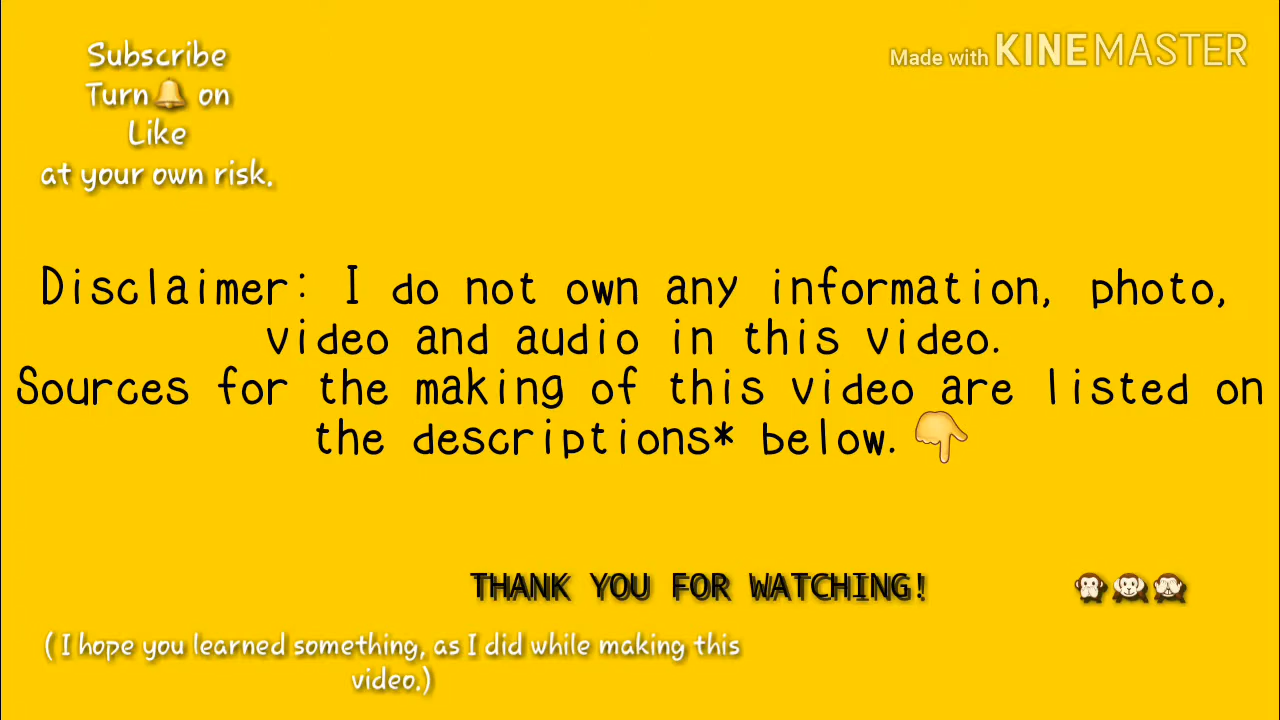 Subscribe
Turn🔔 on
Like
at your own risk.
Made with KINEMASTER
Disclaimer: I do not own any information, photo,
video and audio in this video.
Sources for the making of this video are listed on
the descriptions* below. 👇
THANK YOU FOR WATCHING!
🙊🐵🙈
( I hope you learned something, as I did while making this
video.)